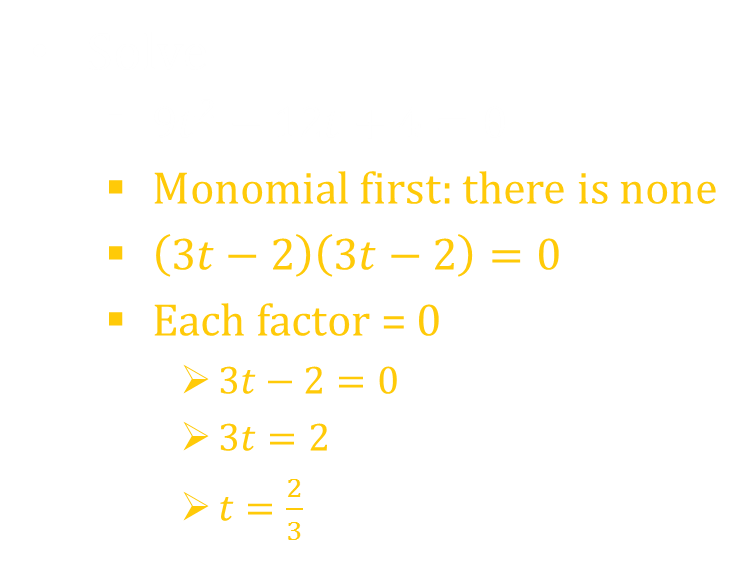 ▪ Monomial first: there is none
▪ (3𝑡 − 2)(3𝑡 − 2) = 0
▪ Each factor = 0
➢ 3𝑡 − 2 = 0
➢ 3𝑡 = 2
➢ 𝑡 = 2/3